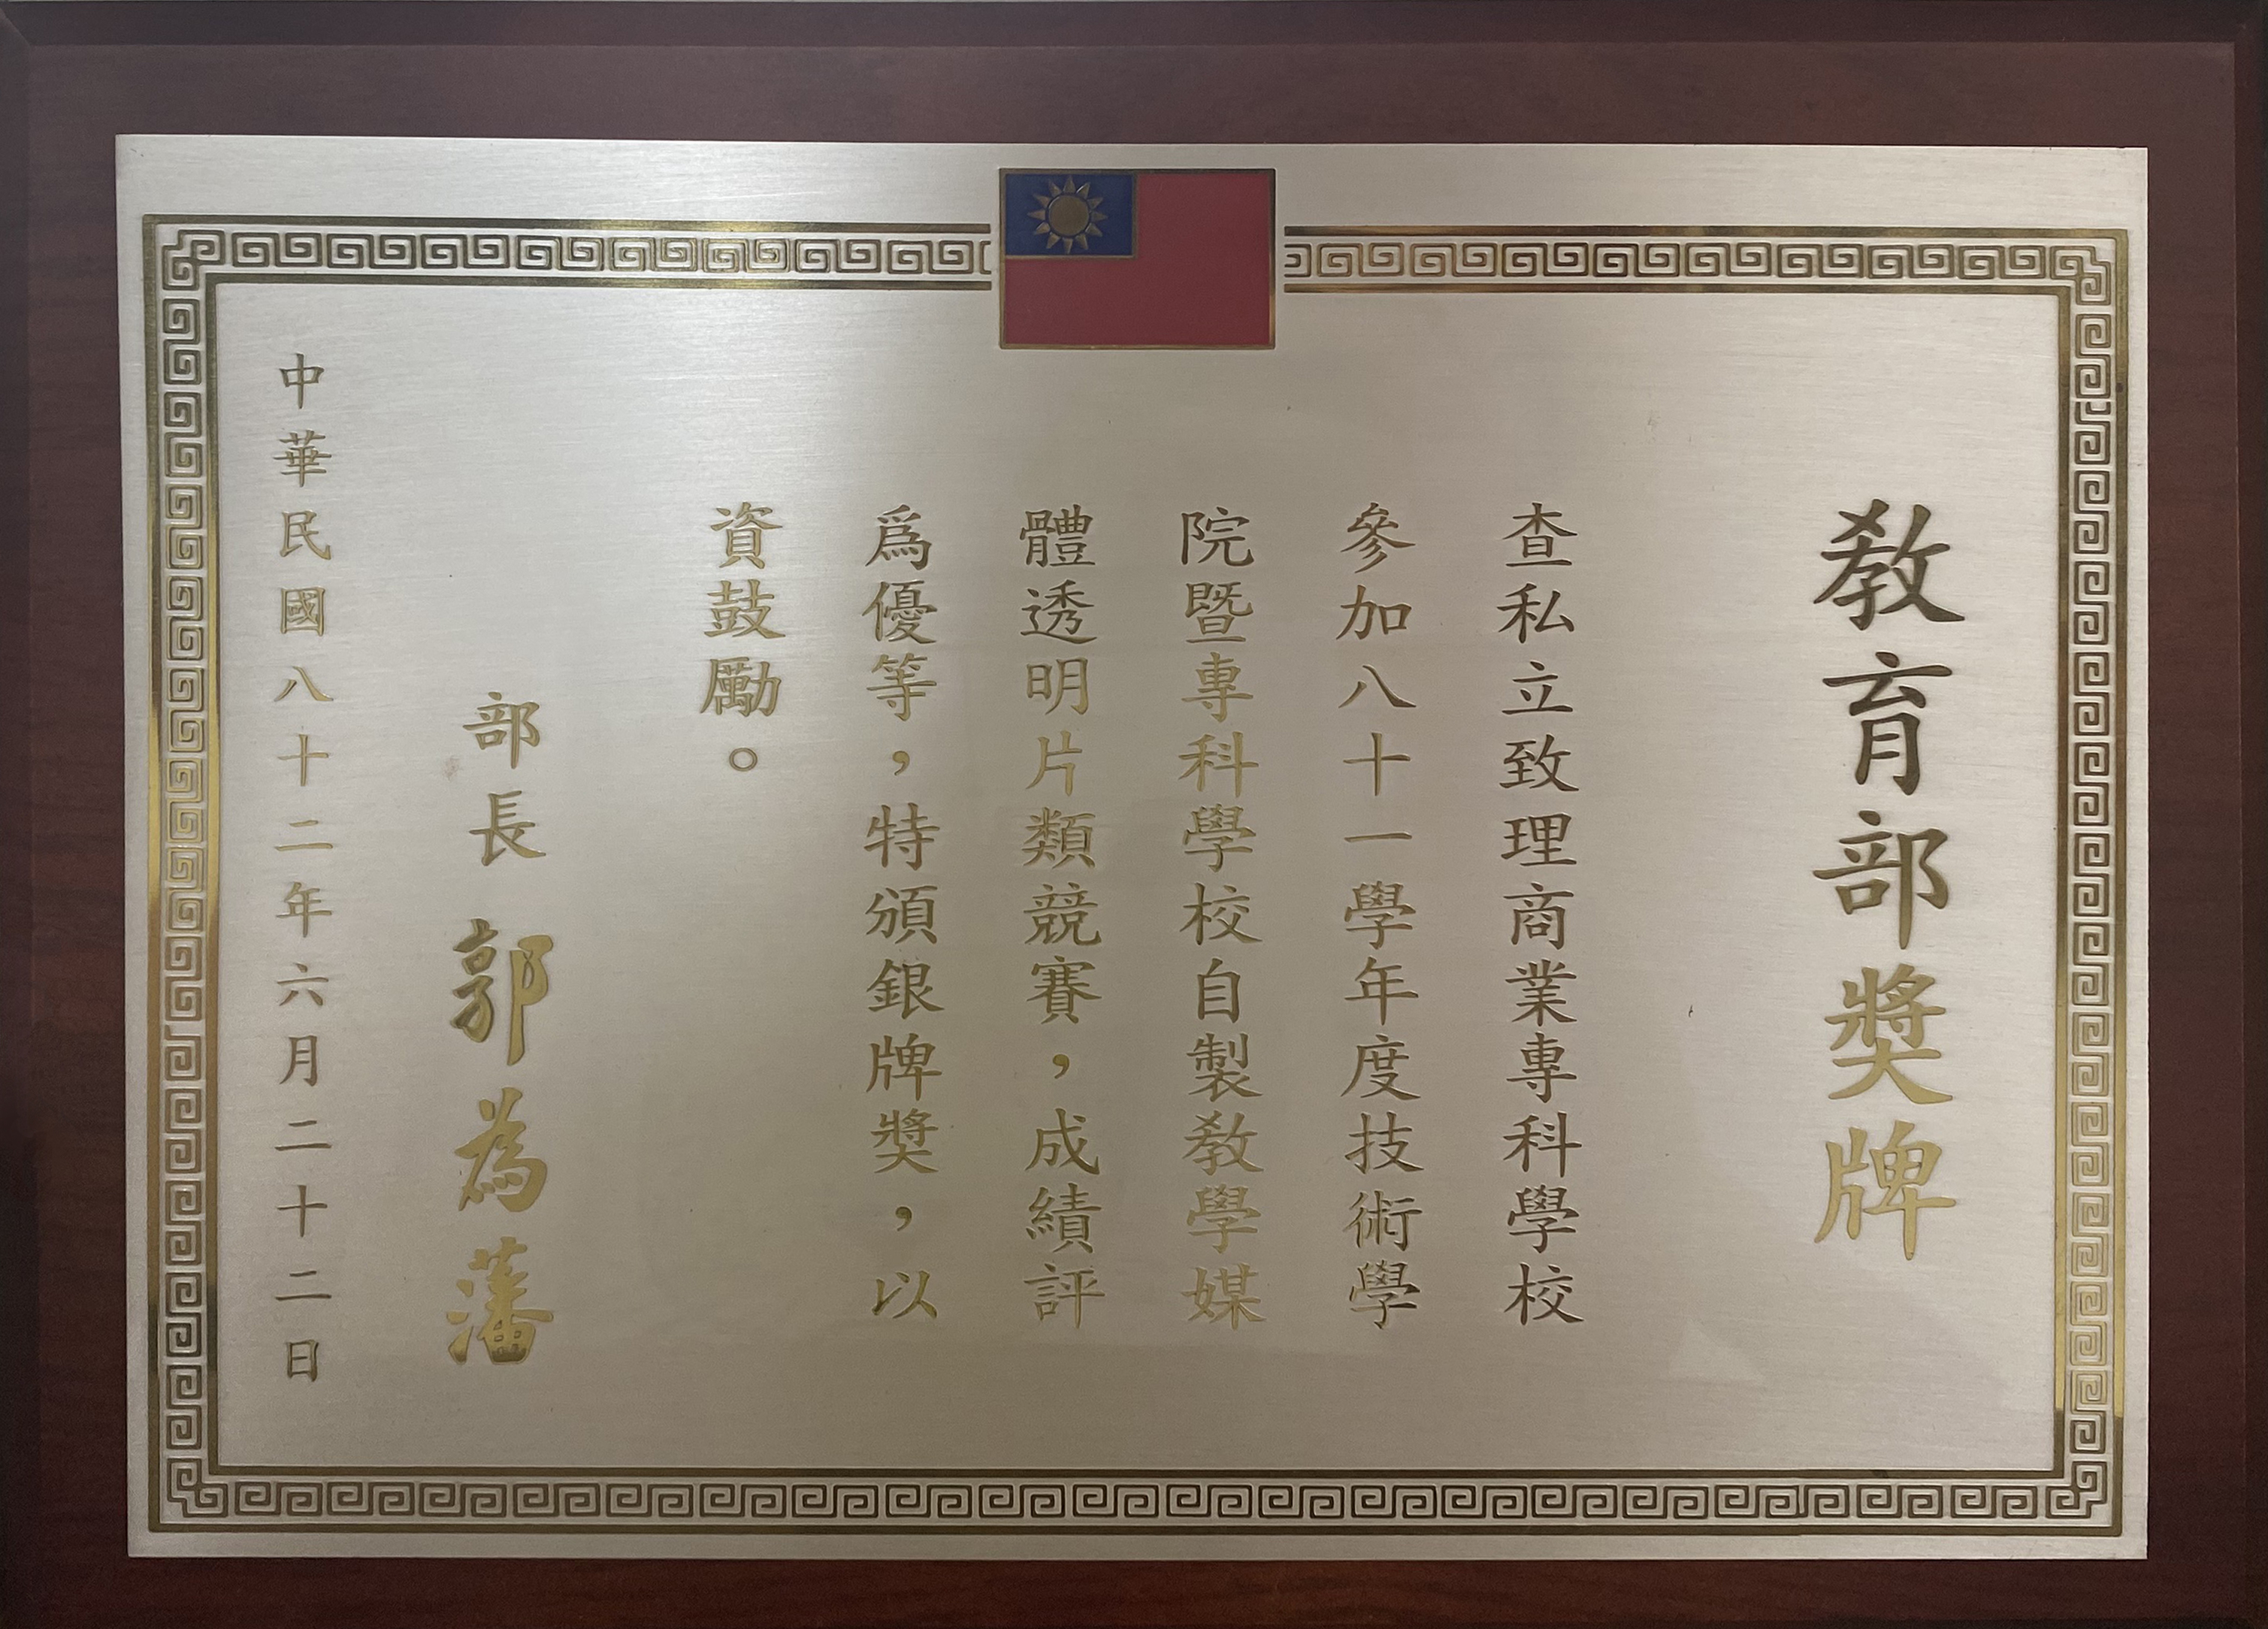 教育部獎牌
查私立致理商業專科學校
參加八十一學年度技術學
院暨專科學校自製教學媒
體透明片類競賽，成績評
爲優等，特頒銀牌獎，以
資鼓勵。
部長 郭為藩
中華民國八十二年六月二十二日